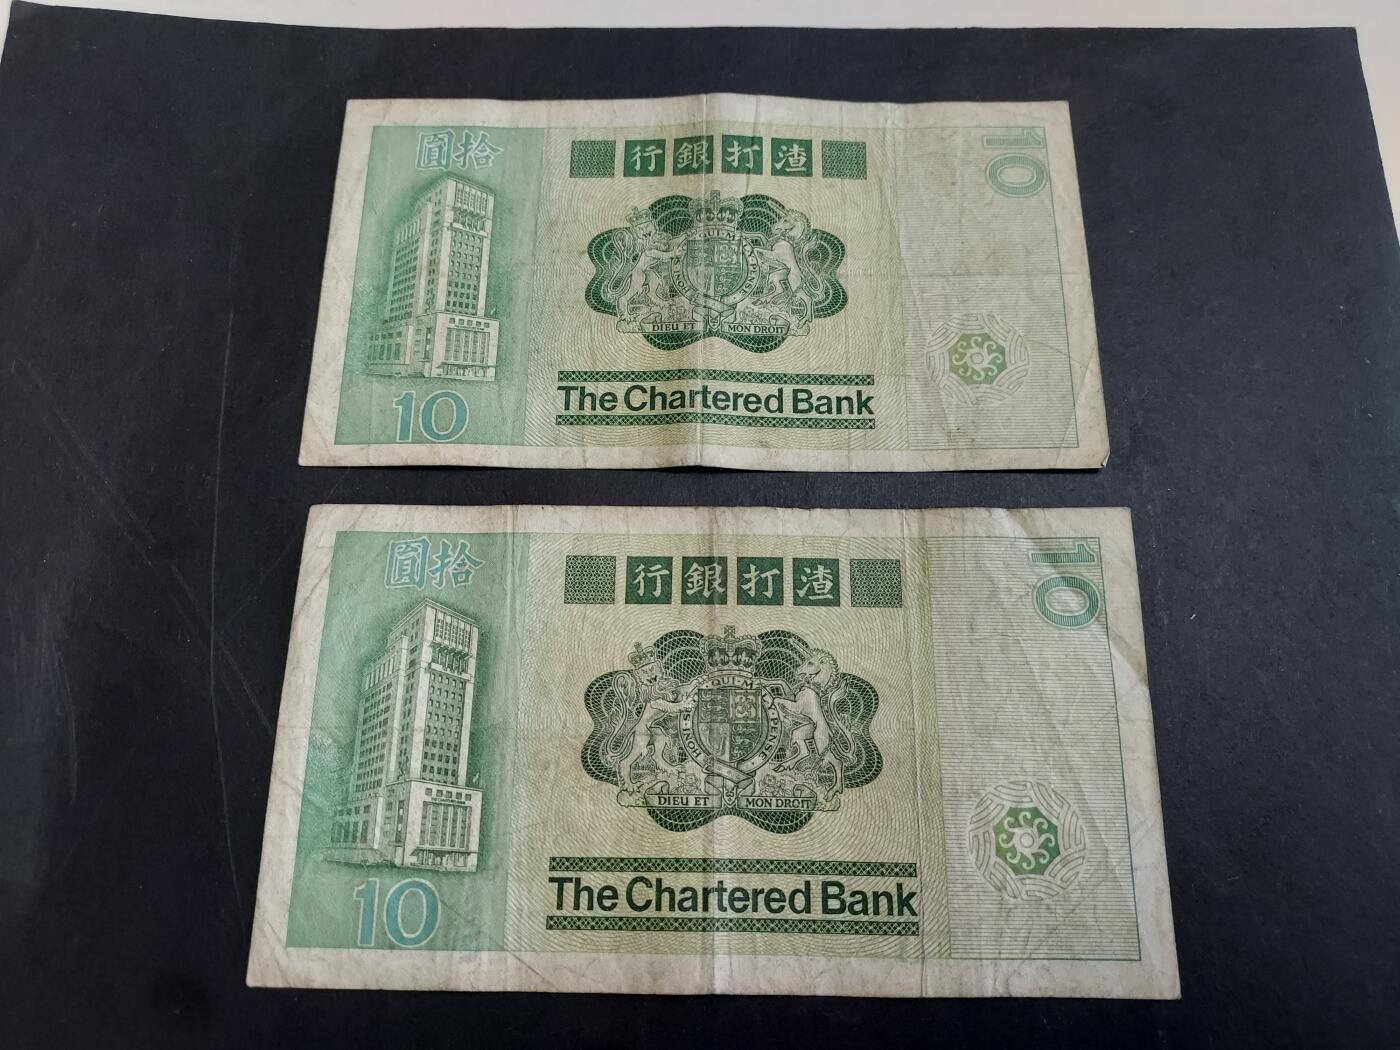 圓拾
行銀打渣
10
DIEU ET MON DROIT
10
The Chartered Bank
圓拾
行銀打渣
10
DIEU ET MON DROIT
10
The Chartered Bank